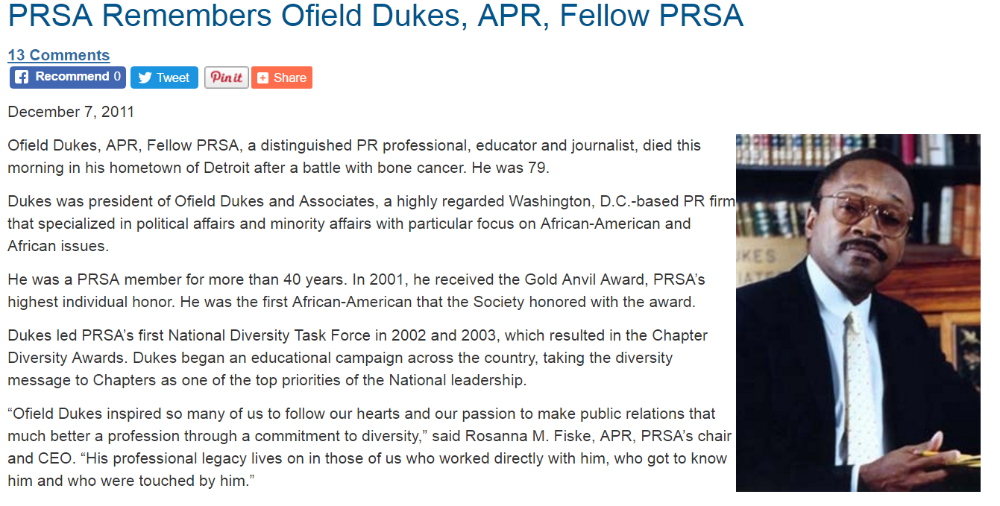 PRSA Remembers Ofield Dukes, APR, Fellow PRSA
13 Comments
Recommend 0 Tweet Pin it Share
December 7, 2011
Ofield Dukes, APR, Fellow PRSA, a distinguished PR professional, educator and journalist, died this
morning in his hometown of Detroit after a battle with bone cancer. He was 79.
Dukes was president of Ofield Dukes and Associates, a highly regarded Washington, D.C.-based PR firm
that specialized in political affairs and minority affairs with particular focus on African-American and
African issues.
He was a PRSA member for more than 40 years. In 2001, he received the Gold Anvil Award, PRSA’s
highest individual honor. He was the first African-American that the Society honored with the award.
Dukes led PRSA’s first National Diversity Task Force in 2002 and 2003, which resulted in the Chapter
Diversity Awards. Dukes began an educational campaign across the country, taking the diversity
message to Chapters as one of the top priorities of the National leadership.
“Ofield Dukes inspired so many of us to follow our hearts and our passion to make public relations that
much better a profession through a commitment to diversity,” said Rosanna M. Fiske, APR, PRSA’s chair
and CEO. “His professional legacy lives on in those of us who worked directly with him, who got to know
him and who were touched by him.”